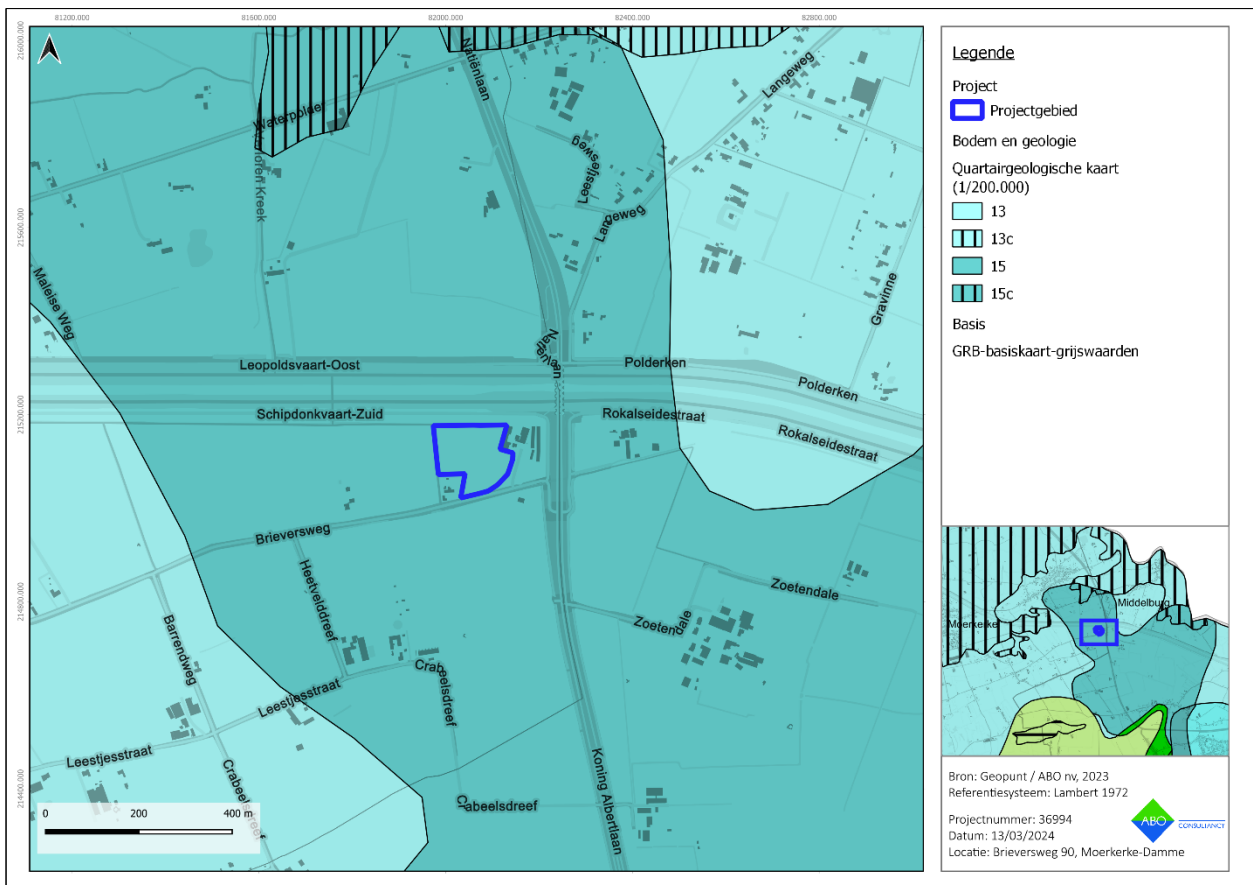 81200.000
81600.000
82000.000
82400.000
82800.000
216000.000
215600.000
215200.000
214800.000
214400.000
Natiënlaan
Langeweg
Waterpolder
Leestjesweg
Langeweg
Maleise Weg
Gravinne
Natiënlaan
Leopoldsvaart-Oost
Polderken
Polderken
Schipdonkvaart-Zuid
Rokalseidestraat
Rokalseidestraat
Brieversweg
Heetvelddreef
Zoetendale
Zoetendale
Barrendweg
Crabeelsdreef
Leestjesstraat
Leestjesstraat
Crabeelsdreef
Koning Albertlaan
Crabeelsdreef
0 200 400 m
Legende
Project
Projectgebied
Bodem en geologie
Quartairgeologische kaart
(1/200.000)
13
13c
15
15c
Basis
GRB-basiskaart-grijswaarden
Middelburg
Moerkerke
Bron: Geopunt / ABO nv, 2023
Referentiesysteem: Lambert 1972
Projectnummer: 36994
Datum: 13/03/2024
Locatie: Brieversweg 90, Moerkerke-Damme
ABO
CONSULTANCY